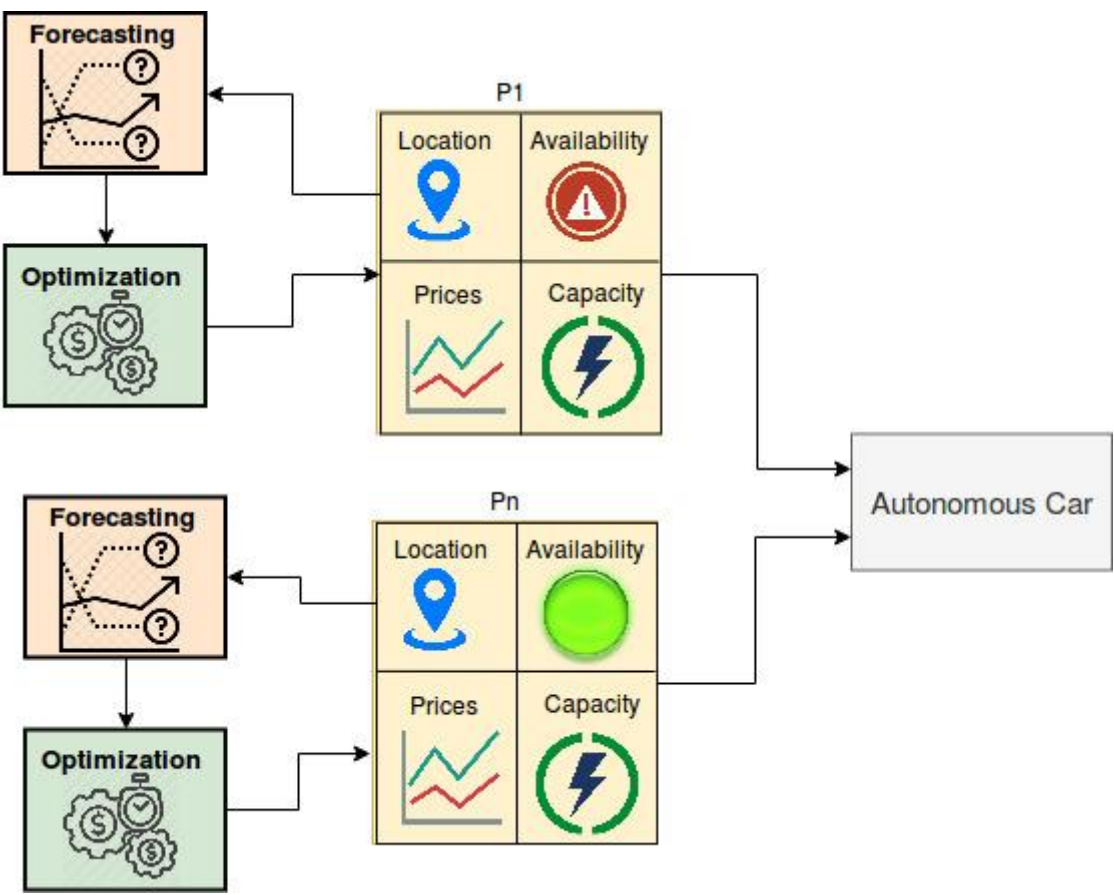 Forecasting
?
?
Optimization
$
$
P1
Location
Availability
!
Prices
Capacity
Forecasting
?
?
Optimization
$
$
Pn
Location
Availability
Prices
Capacity
Autonomous Car